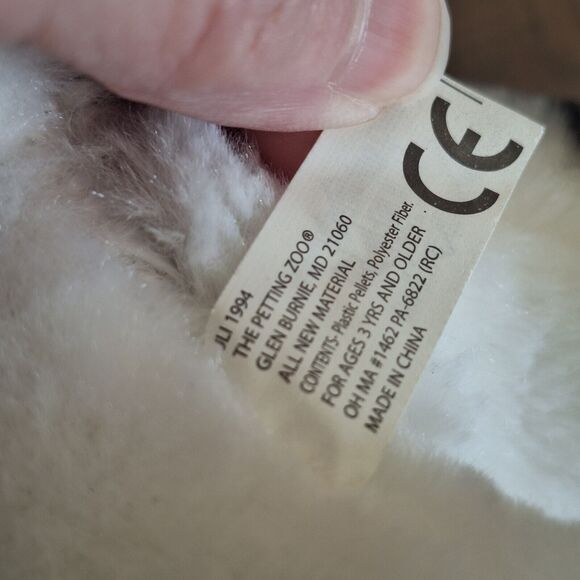 CE
JLI 1994
THE PETTING ZOO®
GLEN BURNIE, MD 21060
ALL NEW MATERIAL
CONTENTS-Plastic Pellets, Polyester Fiber.
FOR AGES 3 YRS AND OLDER
OH MA #1462 PA-6822 (RC)
MADE IN CHINA